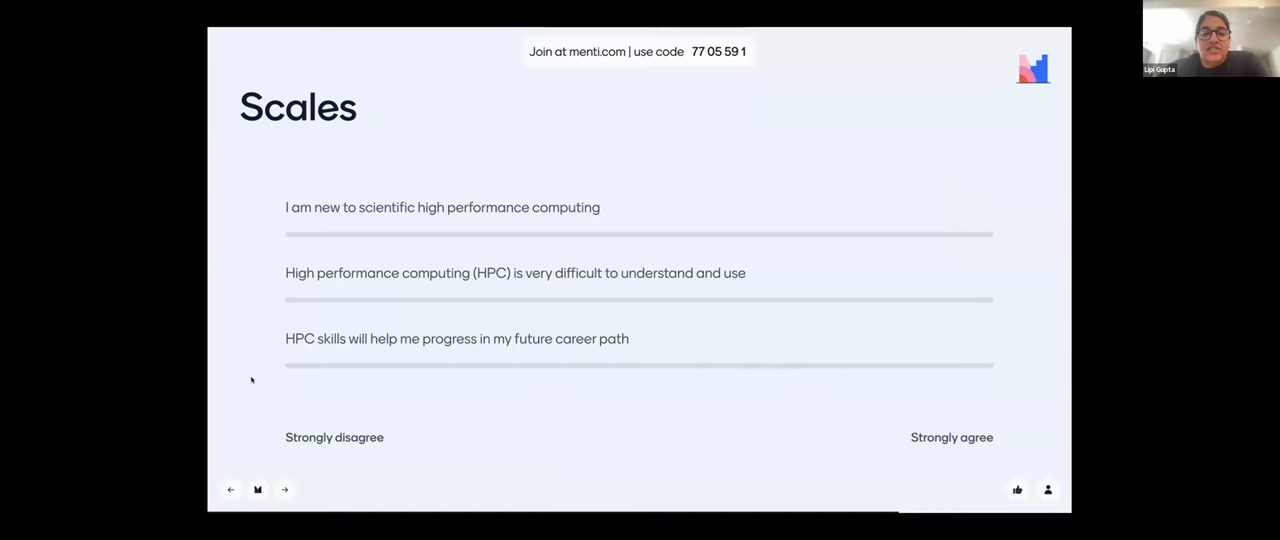 Join at menti.com | use code 77 05 59 1
Lipi Gupta
Scales
I am new to scientific high performance computing
High performance computing (HPC) is very difficult to understand and use
HPC skills will help me progress in my future career path
Strongly disagree
Strongly agree